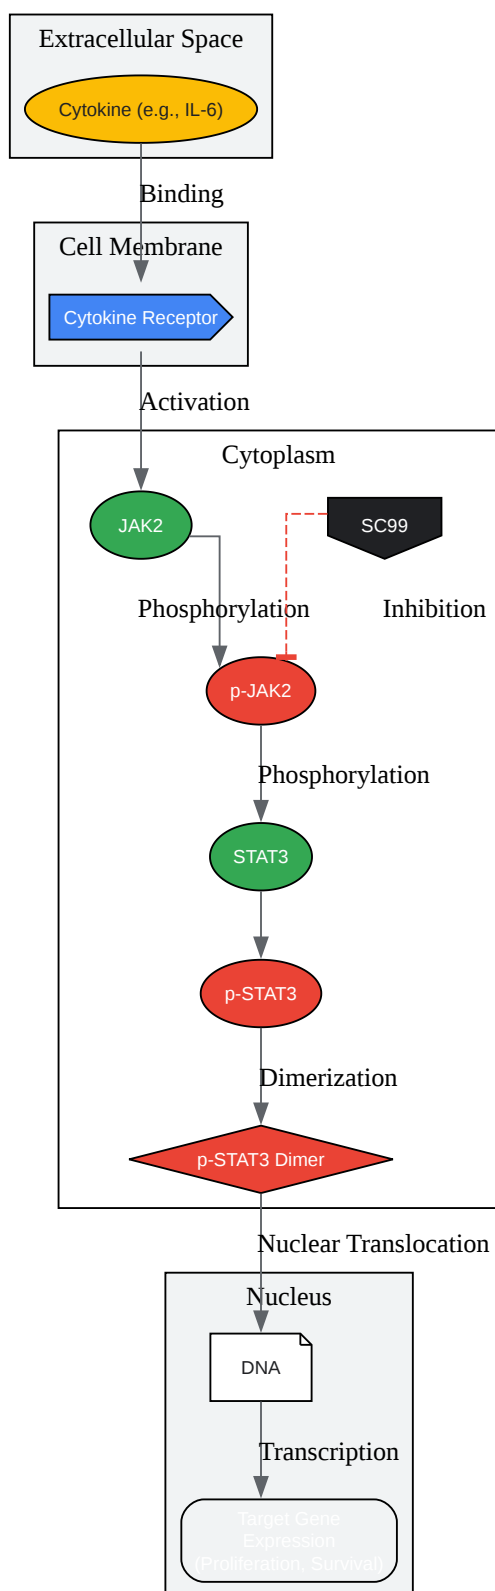 Extracellular Space
Cytokine (e.g., IL-6)
Binding
Cell Membrane
Cytokine Receptor
Activation
Cytoplasm
JAK2
SC99
Phosphorylation
Inhibition
p-JAK2
Phosphorylation
STAT3
p-STAT3
Dimerization
p-STAT3 Dimer
Nuclear Translocation
Nucleus
DNA
Transcription
Target Gene
Expression
(Proliferation, Survival)